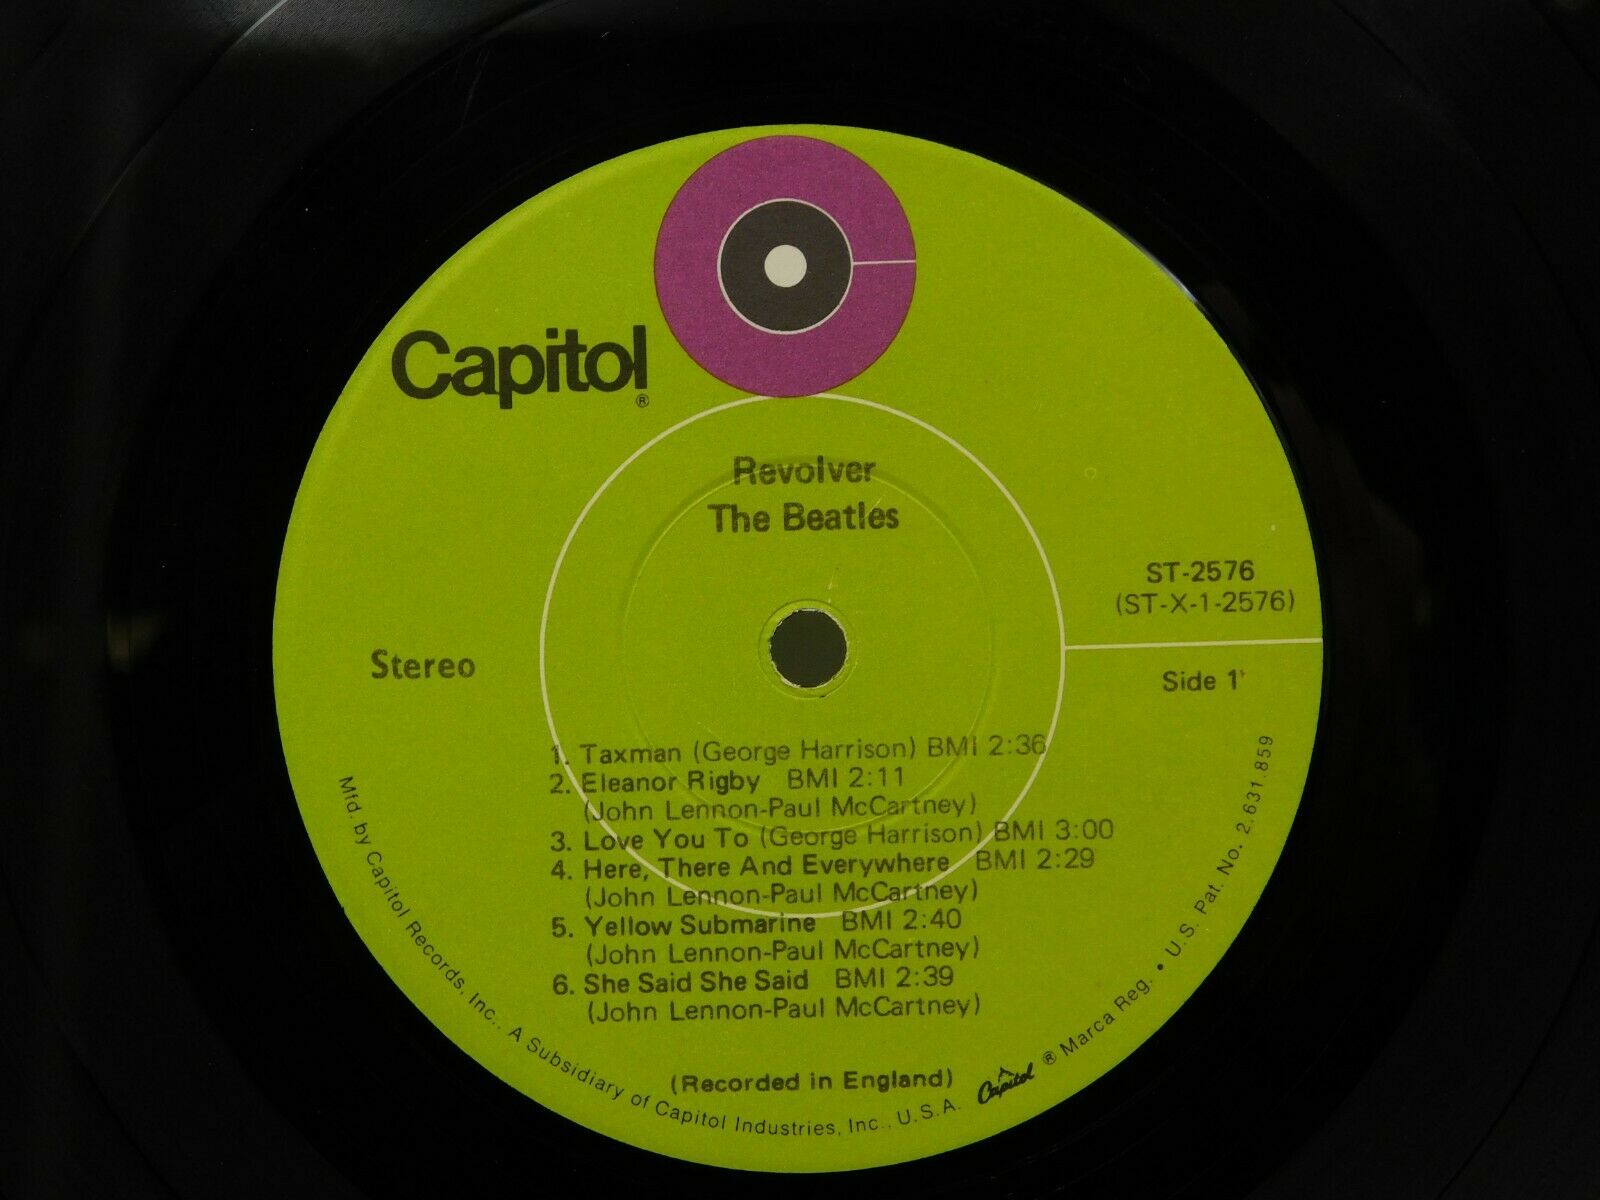 Capitol
®
Revolver
The Beatles
ST-2576
(ST-X-1-2576)
Stereo
Side 1
1. Taxman (George Harrison) BMI 2:36
2. Eleanor Rigby BMI 2:11
(John Lennon-Paul McCartney)
3. Love You To (George Harrison) BMI 3:00
4. Here, There And Everywhere BMI 2:29
(John Lennon-Paul McCartney)
5. Yellow Submarine BMI 2:40
(John Lennon-Paul McCartney)
6. She Said She Said BMI 2:39
(John Lennon-Paul McCartney)
(Recorded in England)
Mfd. by Capitol Records, Inc., A Subsidiary of Capitol Industries, Inc., U.S.A. Capitol ® Marca Reg. • U.S. Pat. No. 2,631,859